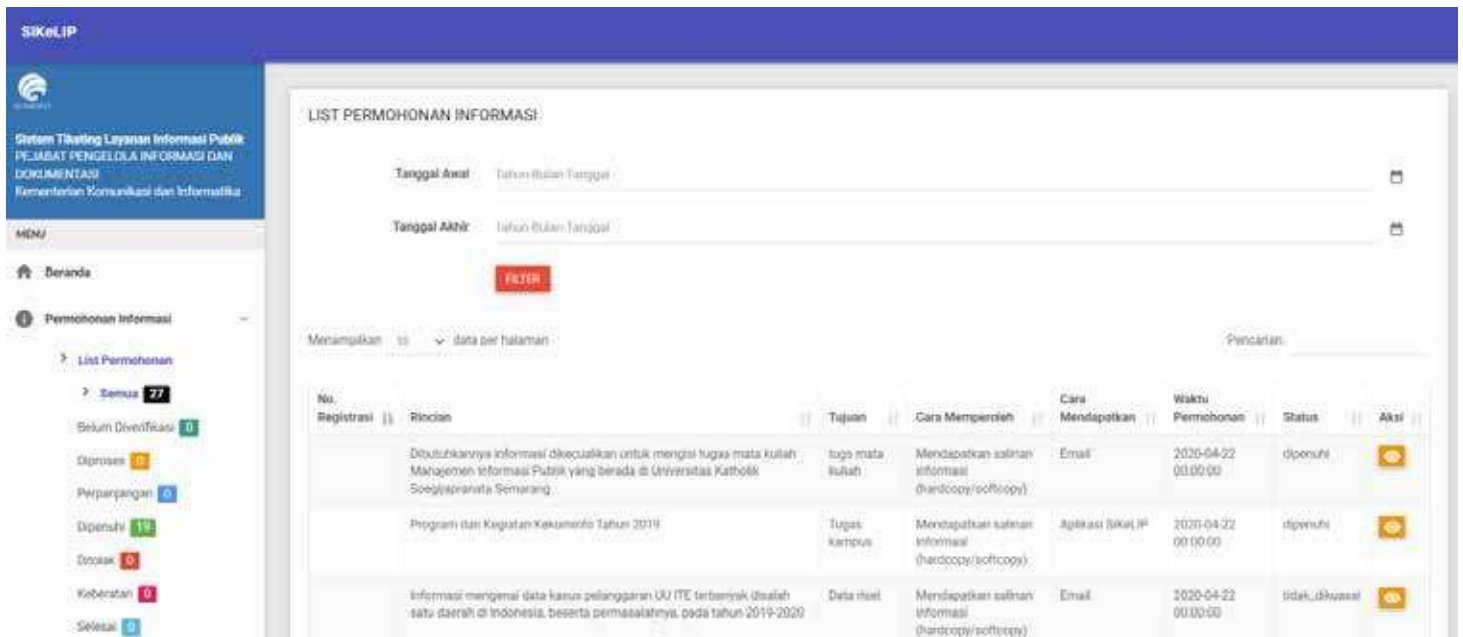 SIKeLIP
Sistem Tiketing Layanan Informasi Publik
PEJABAT PENGELOLA INFORMASI DAN
DOKUMENTASI
Kementerian Komunikasi dan Informatika
MENU
Beranda
Permohonan Informasi
List Permohonan
Semua 27
Belum Diverifikasi 0
Diproses 0
Perpanjangan 0
Dipenuhi 19
Ditolak 0
Keberatan 0
Selesai 0
LIST PERMOHONAN INFORMASI
Tanggal Awal Tahun-Bulan-Tanggal
Tanggal Akhir Tahun-Bulan-Tanggal
FILTER
Menampilkan 10 data per halaman Pencarian:
No. Registrasi Rincian Tujuan Cara Memperoleh Cara Mendapatkan Waktu Permohonan Status Aksi
Dibutuhkannya informasi dikecualikan untuk mengisi tugas mata kuliah
Manajemen Informasi Publik yang berada di Universitas Katholik
Soegijapranata Semarang
tugs mata
kuliah
Mendapatkan salinan
informasi
(hardcopy/softcopy)
Email
2020-04-22
00:00:00
dipenuhi
Program dan Kegiatan Kekominfo Tahun 2019
Tugas
kampus
Mendapatkan salinan
informasi
(hardcopy/softcopy)
Aplikasi SIKeLIP
2020-04-22
00:00:00
dipenuhi
Informasi mengenai data kasus pelanggaran UU ITE terbanyak disalah
satu daerah di Indonesia, beserta permasalahnya, pada tahun 2019-2020
Data riset
Mendapatkan salinan
informasi
(hardcopy/softcopy)
Email
2020-04-22
00:00:00
tidak_dikuasai